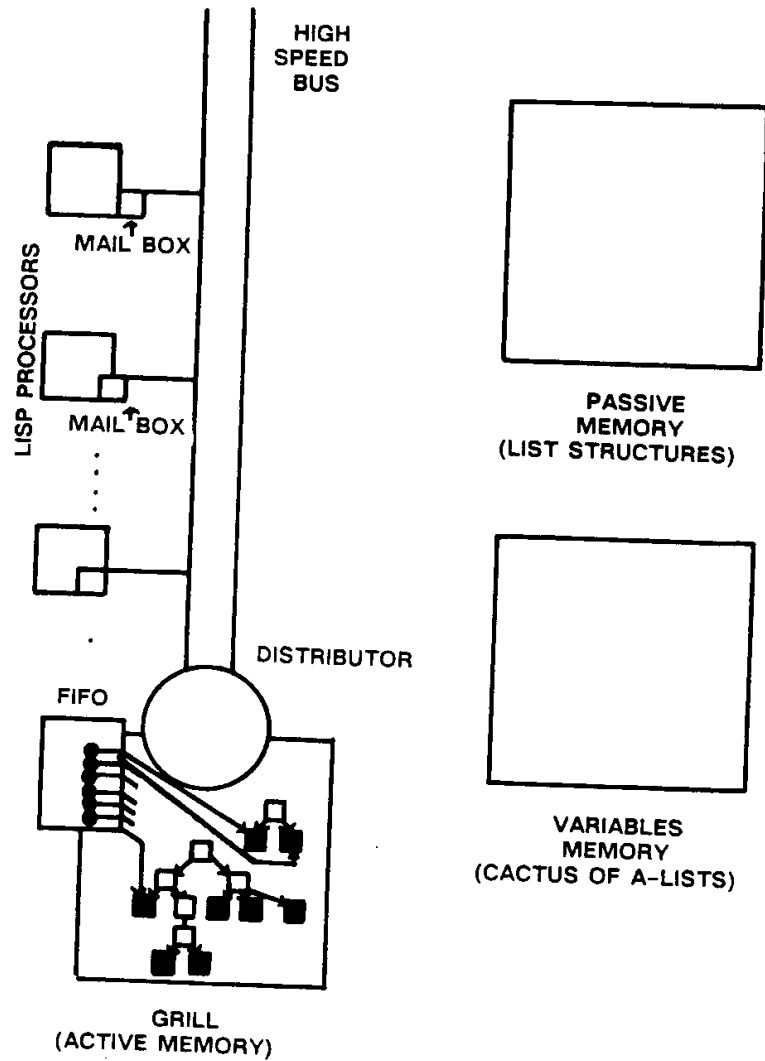 HIGH
SPEED
BUS
MAIL BOX
LISP PROCESSORS
MAIL BOX
PASSIVE
MEMORY
(LIST STRUCTURES)
DISTRIBUTOR
FIFO
VARIABLES
MEMORY
(CACTUS OF A-LISTS)
GRILL
(ACTIVE MEMORY)